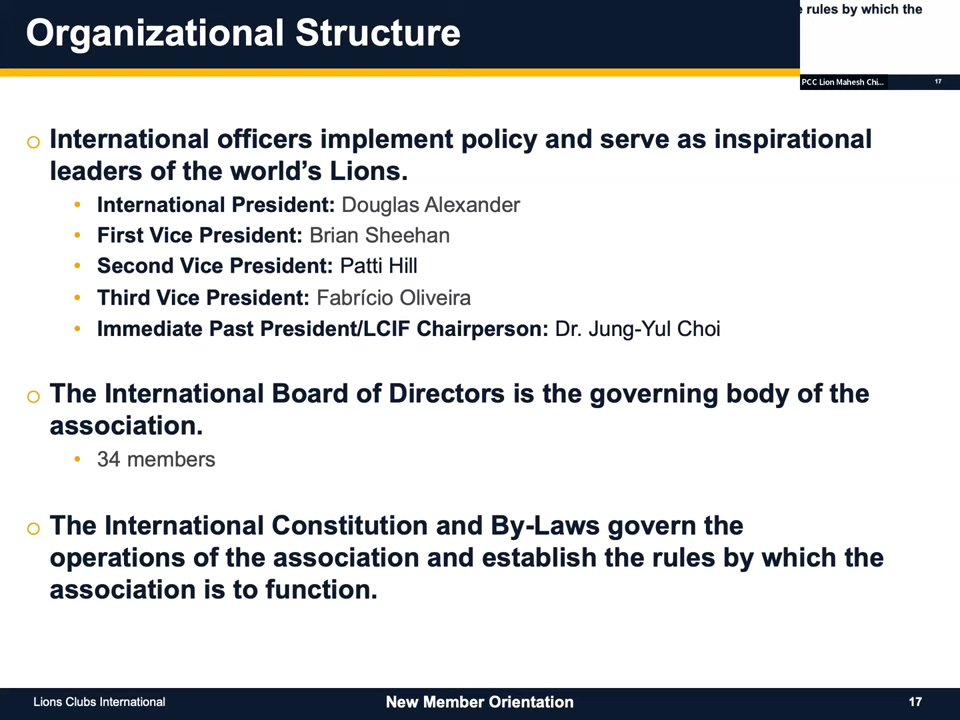 Organizational Structure
rules by which the
PCC Lion Mahesh Chi...
17
o International officers implement policy and serve as inspirational
leaders of the world’s Lions.
• International President: Douglas Alexander
• First Vice President: Brian Sheehan
• Second Vice President: Patti Hill
• Third Vice President: Fabrício Oliveira
• Immediate Past President/LCIF Chairperson: Dr. Jung-Yul Choi
o The International Board of Directors is the governing body of the
association.
• 34 members
o The International Constitution and By-Laws govern the
operations of the association and establish the rules by which the
association is to function.
Lions Clubs International
New Member Orientation
17